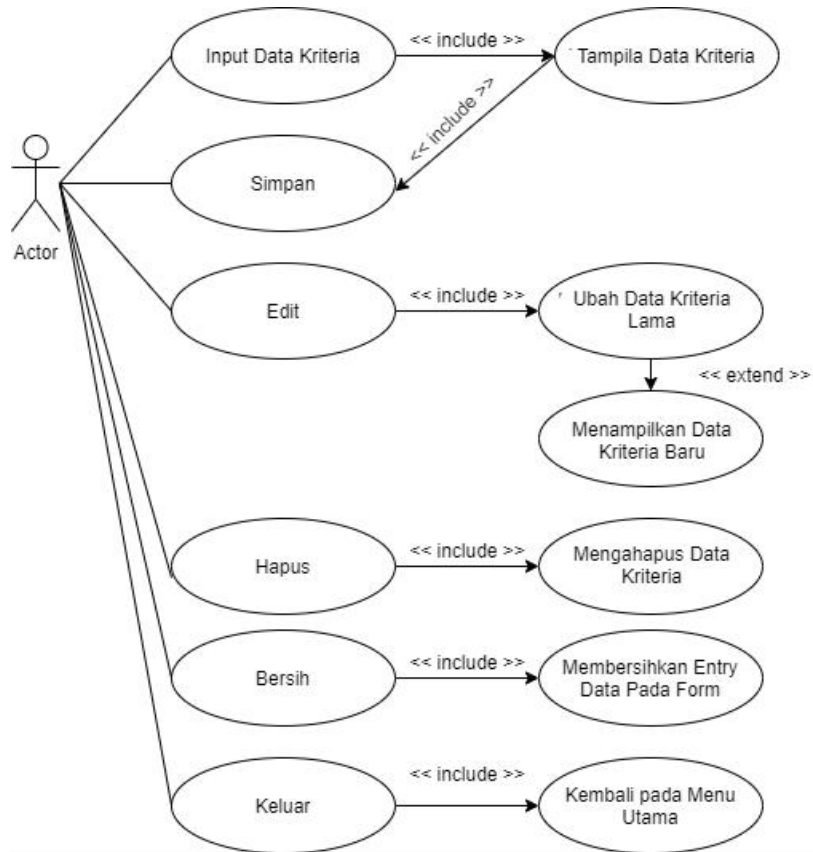 Input Data Kriteria
<< include >>
Tampila Data Kriteria
<< include >>
Simpan
Actor
Edit
<< include >>
Ubah Data Kriteria
Lama
<< extend >>
Menampilkan Data
Kriteria Baru
Hapus
<< include >>
Mengahapus Data
Kriteria
Bersih
<< include >>
Membersihkan Entry
Data Pada Form
Keluar
<< include >>
Kembali pada Menu
Utama